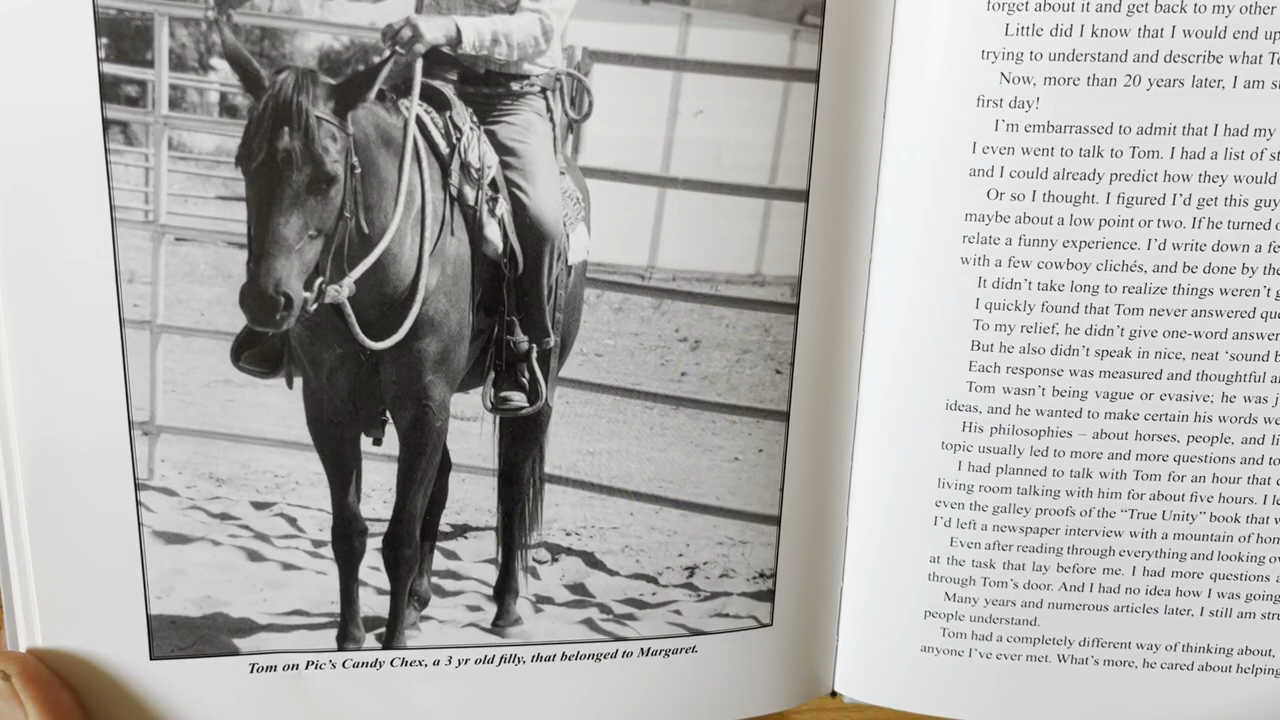 Tom on Pic's Candy Chex, a 3 yr old filly, that belonged to Margaret.
forget about it and get back to my other
Little did I know that I would end up
trying to understand and describe what
Now, more than 20 years later, I am
first day!
I'm embarrassed to admit that I had my
I even went to talk to Tom. I had a list of
and I could already predict how they would
Or so I thought. I figured I'd get this guy
maybe about a low point or two. If he turned
relate a funny experience. I'd write down a
with a few cowboy clichés, and be done by
It didn't take long to realize things weren't
I quickly found that Tom never answered
To my relief, he didn't give one-word
But he also didn't speak in nice, neat 'sound
Each response was measured and thoughtful
Tom wasn't being vague or evasive; he was
ideas, and he wanted to make certain his words
His philosophies – about horses, people, and
topic usually led to more and more questions and
I had planned to talk with Tom for an hour that
living room talking with him for about five hours. I
even the galley proofs of the "True Unity" book that
I'd left a newspaper interview with a mountain of
Even after reading through everything and looking
at the task that lay before me. I had more questions
through Tom's door. And I had no idea how I was going
Many years and numerous articles later, I still am
people understand.
Tom had a completely different way of thinking about,
anyone I've ever met. What's more, he cared about helping